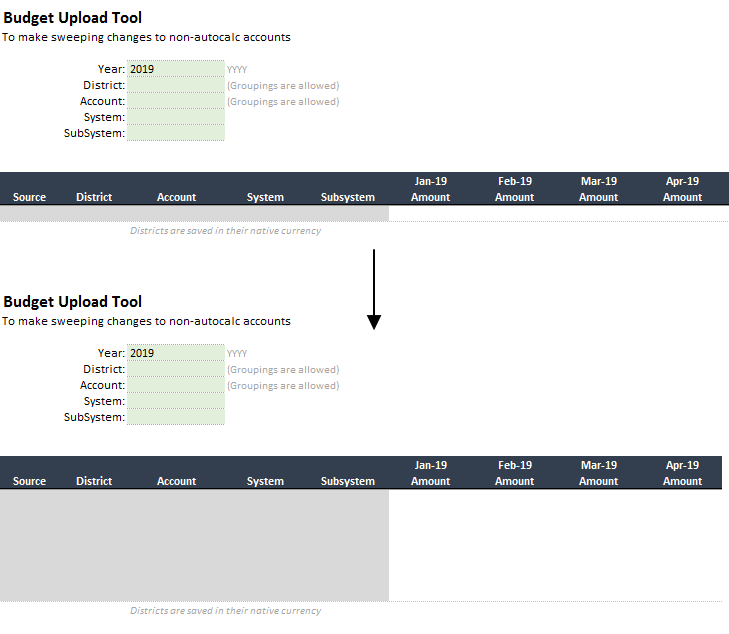 Budget Upload Tool
To make sweeping changes to non-autocalc accounts
Year: 2019 YYYY
District: (Groupings are allowed)
Account: (Groupings are allowed)
System:
SubSystem:
Jan-19 Feb-19 Mar-19 Apr-19
Source District Account System Subsystem Amount Amount Amount Amount
Districts are saved in their native currency
Budget Upload Tool
To make sweeping changes to non-autocalc accounts
Year: 2019 YYYY
District: (Groupings are allowed)
Account: (Groupings are allowed)
System:
SubSystem:
Jan-19 Feb-19 Mar-19 Apr-19
Source District Account System Subsystem Amount Amount Amount Amount
Districts are saved in their native currency